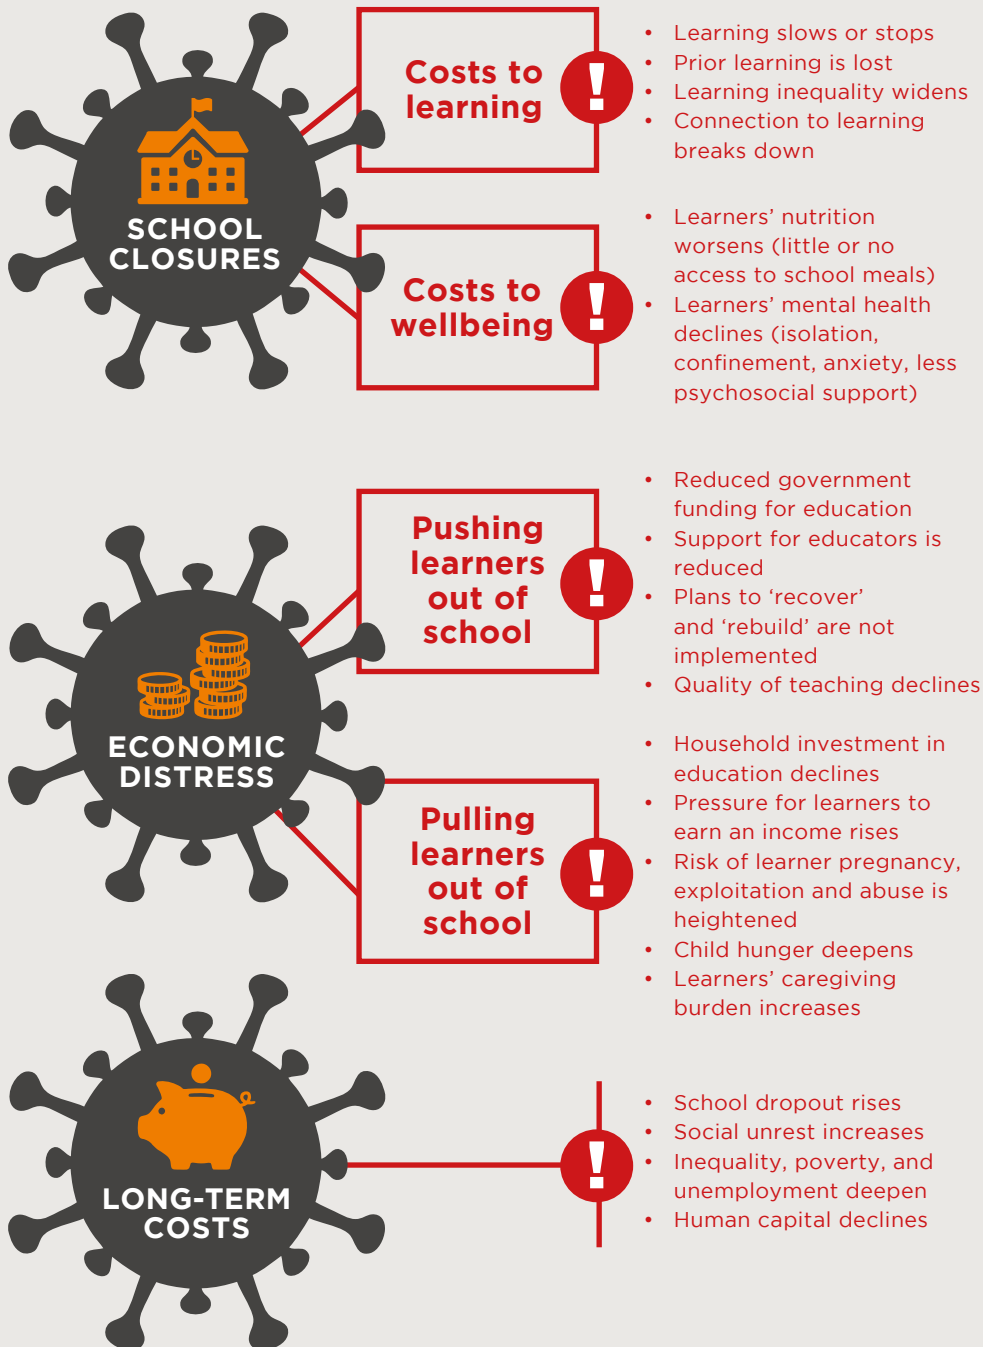 SCHOOL
CLOSURES
Costs to
learning
!
• Learning slows or stops
• Prior learning is lost
• Learning inequality widens
• Connection to learning
breaks down
Costs to
wellbeing
!
• Learners’ nutrition
worsens (little or no
access to school meals)
• Learners’ mental health
declines (isolation,
confinement, anxiety, less
psychosocial support)
ECONOMIC
DISTRESS
Pushing
learners
out of
school
!
• Reduced government
funding for education
• Support for educators is
reduced
• Plans to ‘recover’
and ‘rebuild’ are not
implemented
• Quality of teaching declines
Pulling
learners
out of
school
!
• Household investment in
education declines
• Pressure for learners to
earn an income rises
• Risk of learner pregnancy,
exploitation and abuse is
heightened
• Child hunger deepens
• Learners’ caregiving
burden increases
LONG-TERM
COSTS
!
• School dropout rises
• Social unrest increases
• Inequality, poverty, and
unemployment deepen
• Human capital declines